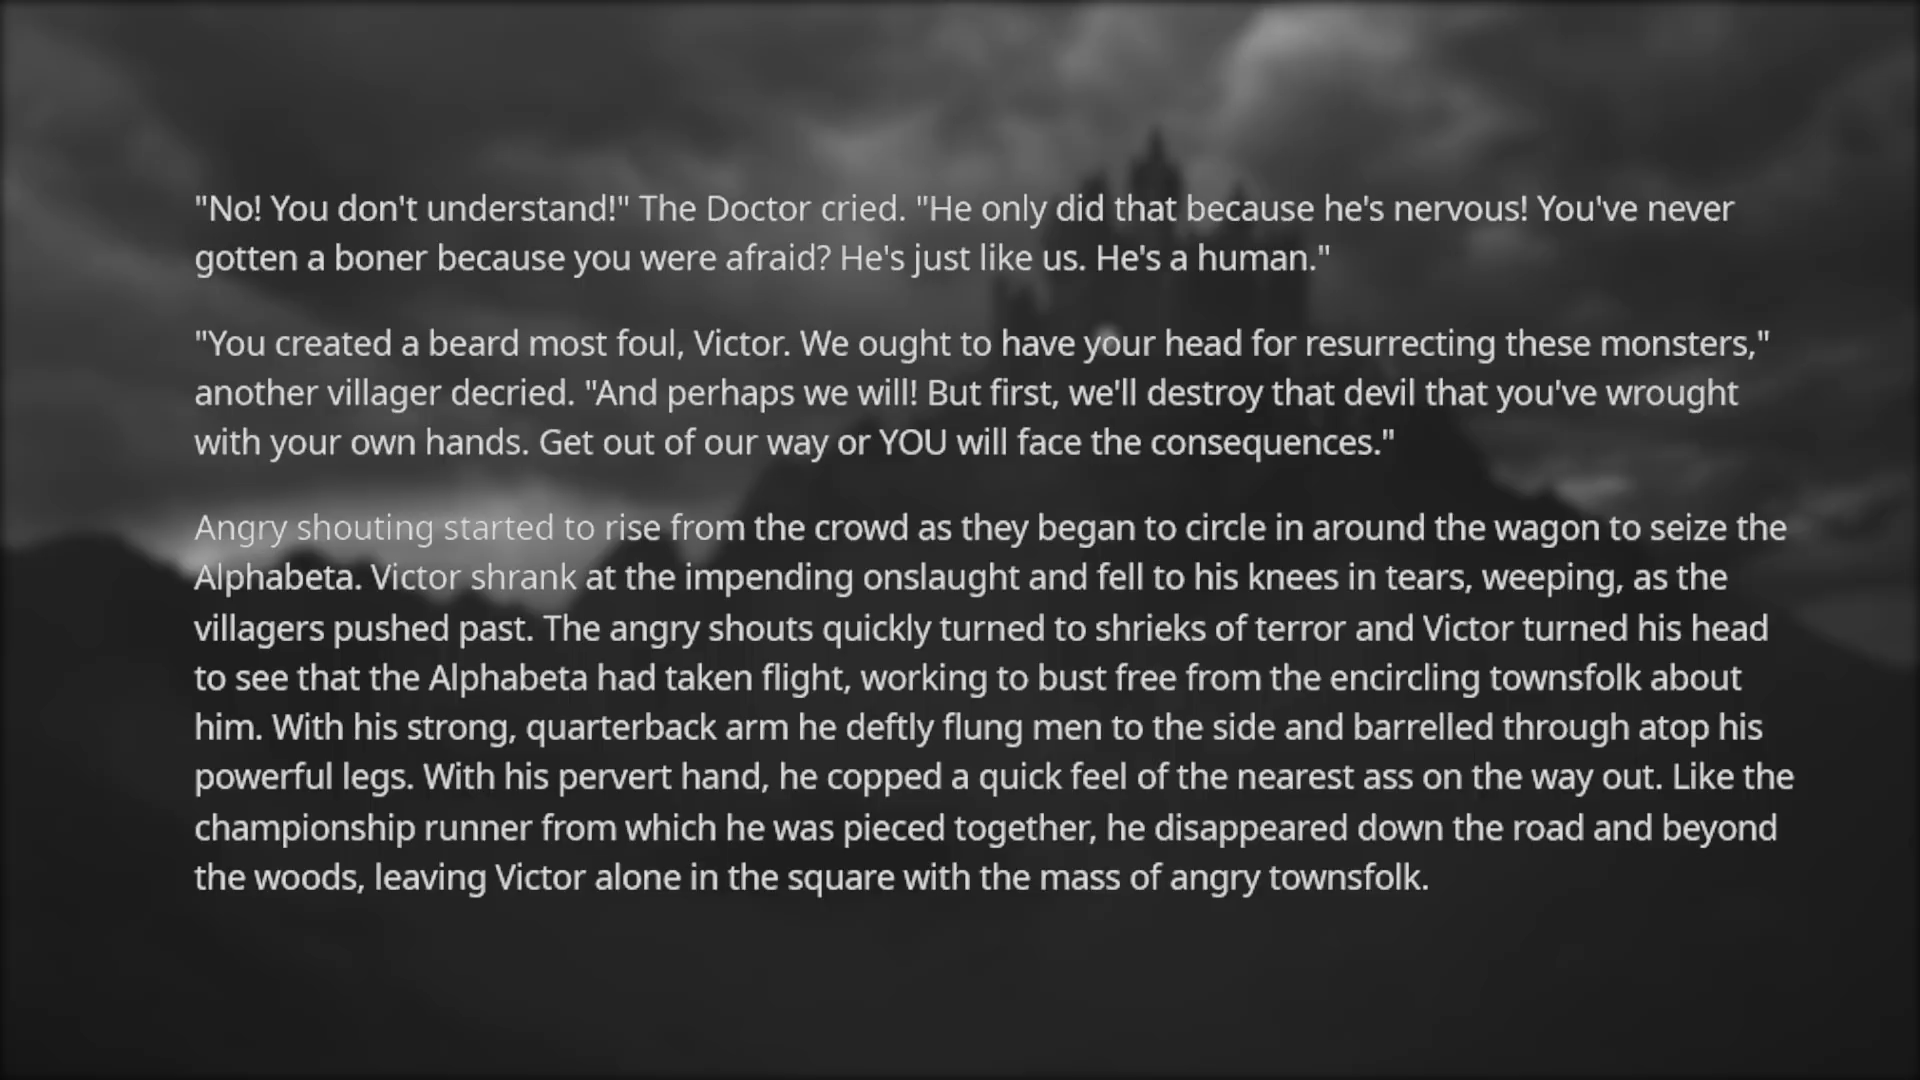 "No! You don't understand!" The Doctor cried. "He only did that because he's nervous! You've never
gotten a boner because you were afraid? He's just like us. He's a human."
"You created a beard most foul, Victor. We ought to have your head for resurrecting these monsters,"
another villager decried. "And perhaps we will! But first, we'll destroy that devil that you've wrought
with your own hands. Get out of our way or YOU will face the consequences."
Angry shouting started to rise from the crowd as they began to circle in around the wagon to seize the
Alphabeta. Victor shrank at the impending onslaught and fell to his knees in tears, weeping, as the
villagers pushed past. The angry shouts quickly turned to shrieks of terror and Victor turned his head
to see that the Alphabeta had taken flight, working to bust free from the encircling townsfolk about
him. With his strong, quarterback arm he deftly flung men to the side and barrelled through atop his
powerful legs. With his pervert hand, he copped a quick feel of the nearest ass on the way out. Like the
championship runner from which he was pieced together, he disappeared down the road and beyond
the woods, leaving Victor alone in the square with the mass of angry townsfolk.